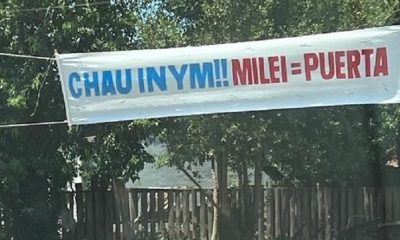 CHAU INYM!! MILEI = PUERTA